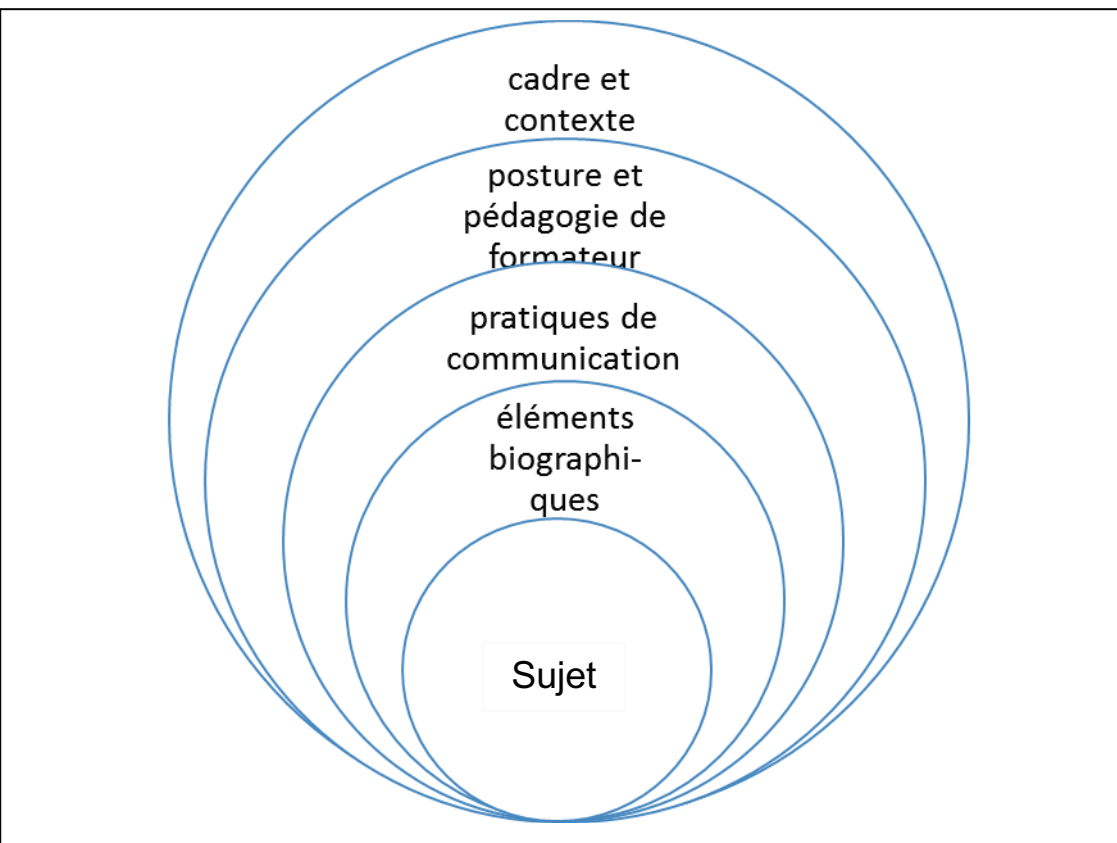 cadre et
contexte
posture et
pédagogie de
formateur
pratiques de
communication
éléments
biographi-
ques
Sujet